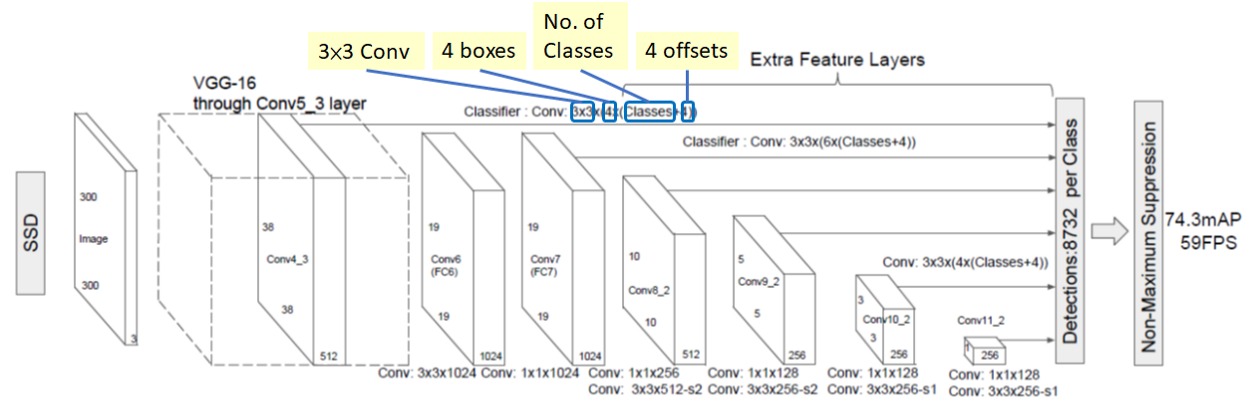 No. of
Classes
3x3 Conv
4 boxes
4 offsets
Extra Feature Layers
VGG-16
through Conv5_3 layer
Classifier : Conv: 3x3x(4x(Classes+4))
Classifier : Conv: 3x3x(6x(Classes+4))
SSD
300
Image
300
3
38
Conv4_3
38
512
19
Conv6
(FC6)
19
1024
19
Conv7
(FC7)
19
1024
10
Conv8_2
10
512
5
Conv9_2
5
256
Conv: 3x3x(4x(Classes+4))
3
Conv10_2
3
256
Conv11_2
1
256
Detections:8732 per Class
Non-Maximum Suppression
74.3mAP
59FPS
Conv: 3x3x1024
Conv: 1x1x1024
Conv: 1x1x256
Conv: 3x3x512-s2
Conv: 1x1x128
Conv: 3x3x256-s2
Conv: 1x1x128
Conv: 3x3x256-s1
Conv: 1x1x128
Conv: 3x3x256-s1